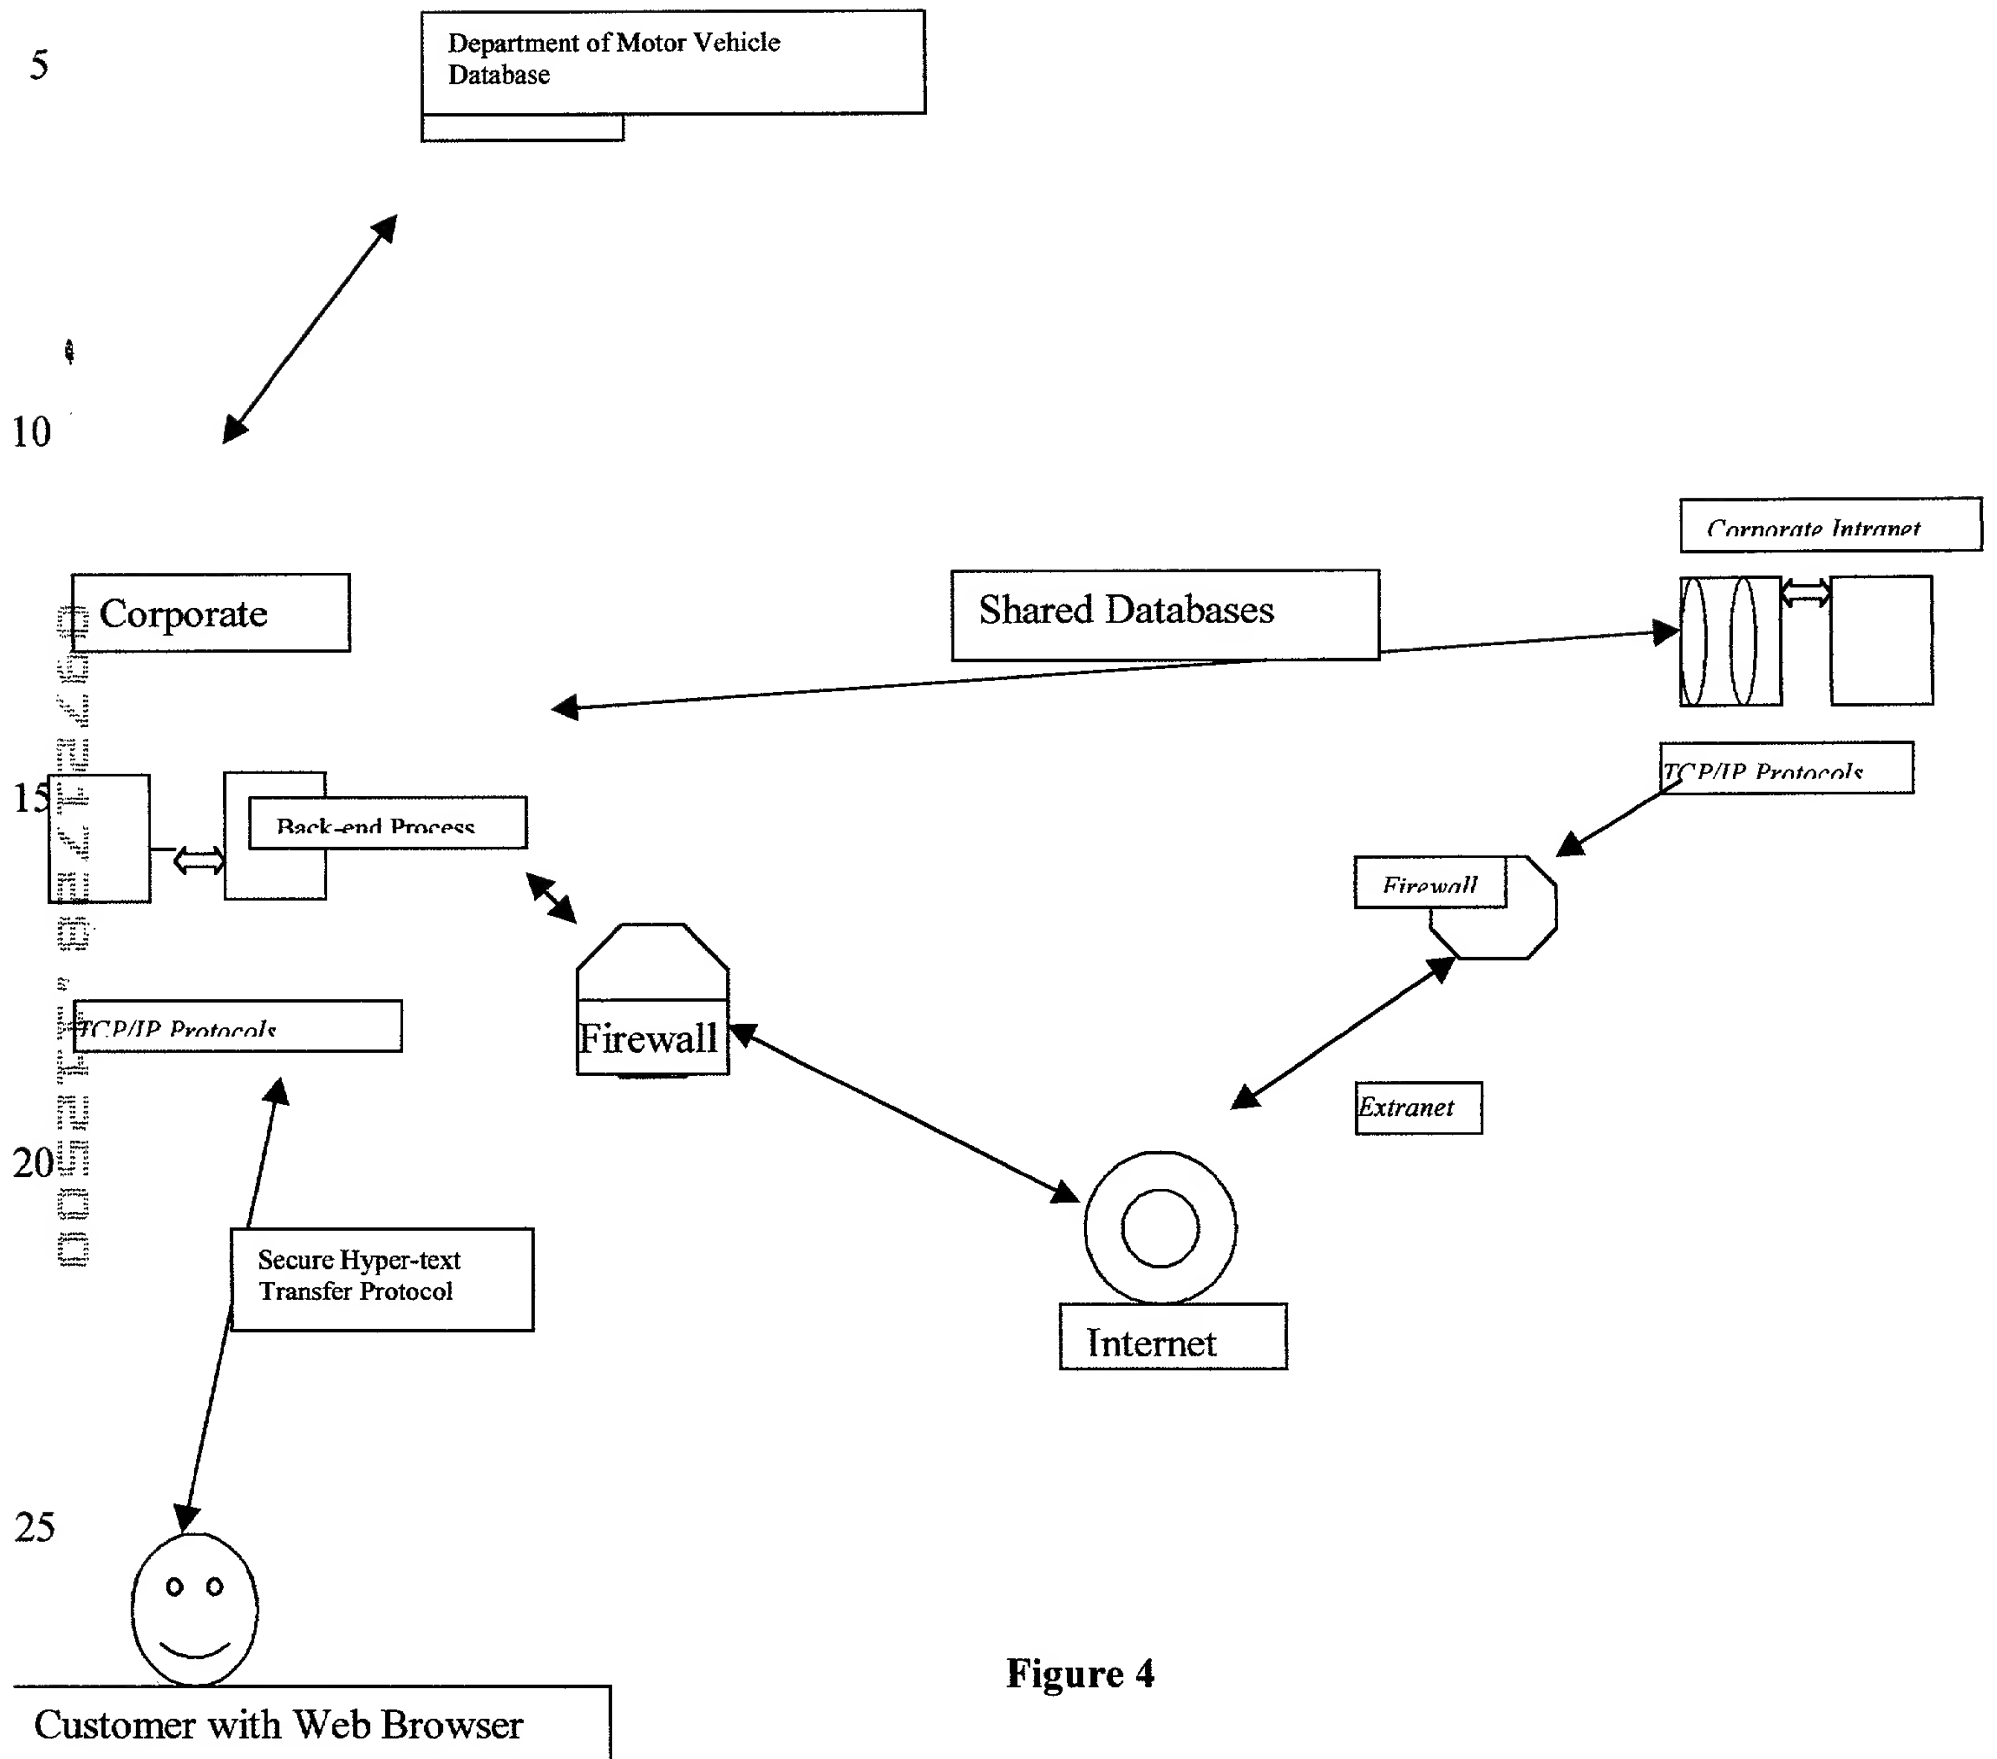 5
Department of Motor Vehicle
Database
10
Corporate Intranet
Corporate
Shared Databases
TCP/IP Protocols
15
Back-end Process
Firewall
TCP/IP Protocols
Firewall
Extranet
20
Secure Hyper-text
Transfer Protocol
Internet
25
Figure 4
Customer with Web Browser